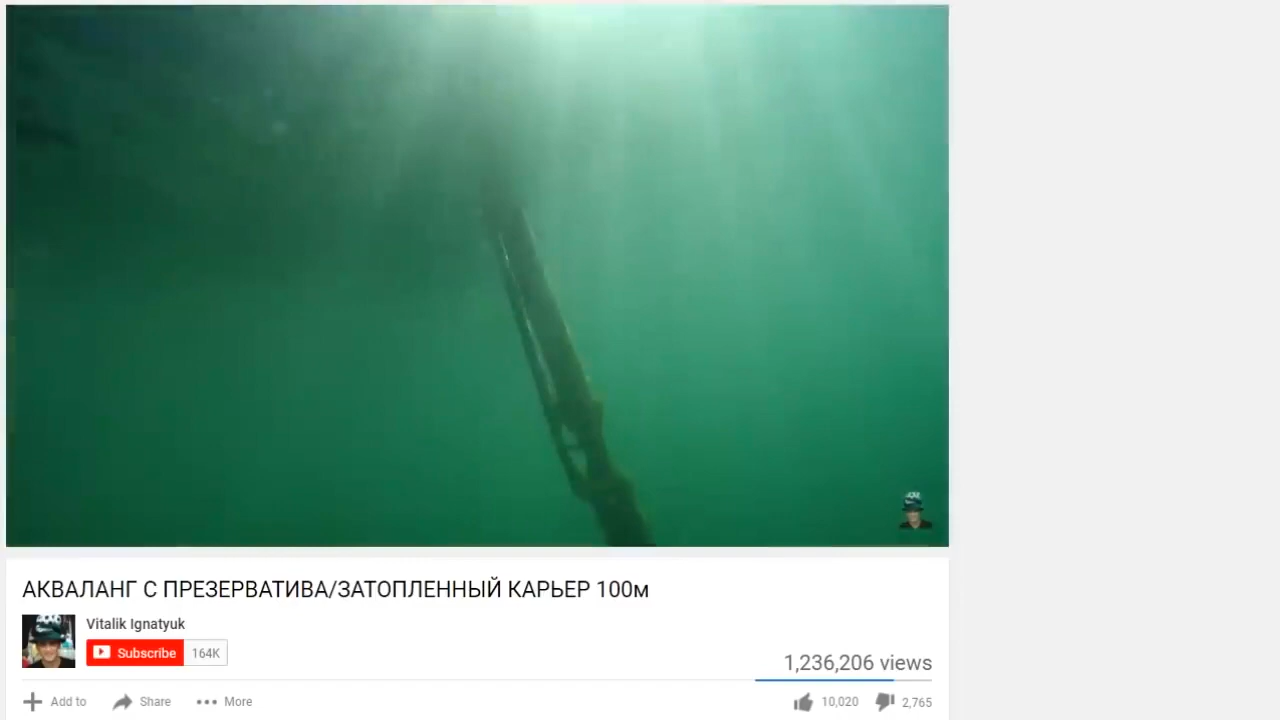 АКВАЛАНГ С ПРЕЗЕРВАТИВА/ЗАТОПЛЕННЫЙ КАРЬЕР 100м
Vitalik Ignatyuk
Subscribe 164K
1,236,206 views
Add to Share More 10,020 2,765